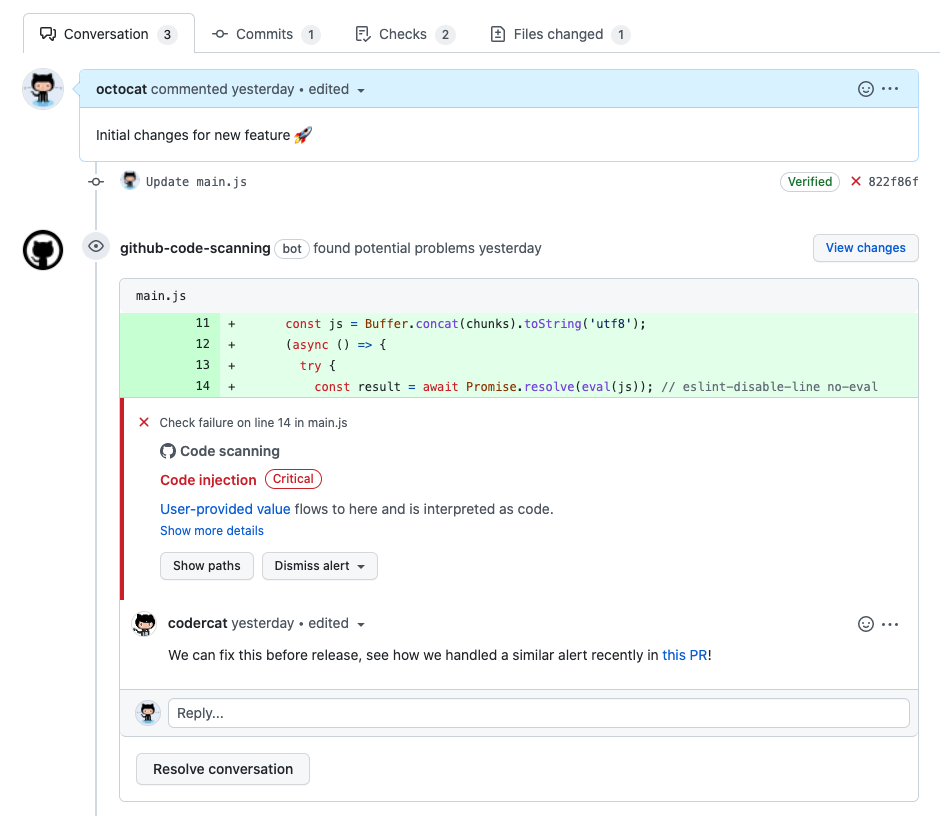 Conversation 3 Commits 1 Checks 2 Files changed 1
octocat commented yesterday • edited
Initial changes for new feature 🚀
Update main.js Verified 822f86f
github-code-scanning bot found potential problems yesterday View changes
main.js
11 + const js = Buffer.concat(chunks).toString('utf8');
12 + (async () => {
13 + try {
14 + const result = await Promise.resolve(eval(js)); // eslint-disable-line no-eval
Check failure on line 14 in main.js
Code scanning
Code injection Critical
User-provided value flows to here and is interpreted as code.
Show more details
Show paths Dismiss alert
codercat yesterday • edited
We can fix this before release, see how we handled a similar alert recently in this PR!
Reply...
Resolve conversation